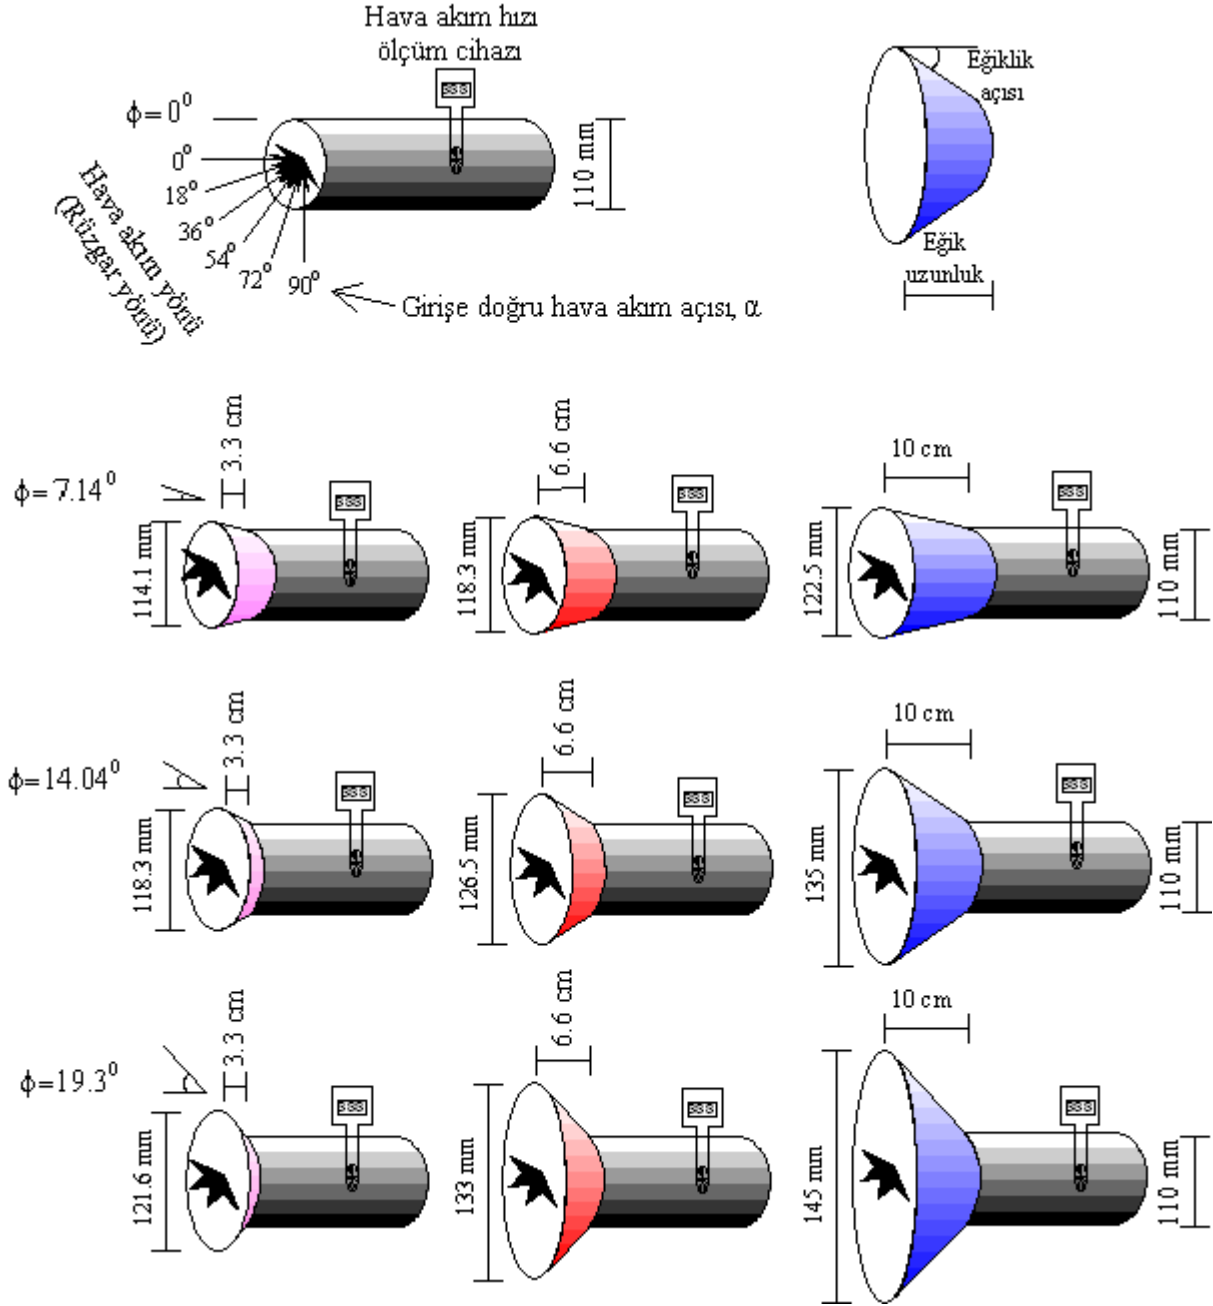 Hava akım hızı
ölçüm cihazı
ϕ=0⁰
0⁰
18⁰
36⁰
54⁰
72⁰
90⁰
Hava akım yönü
(Rüzgar yönü)
Girişe doğru hava akım açısı, α
110 mm
Eğiklik
açısı
Eğik
uzunluk
ϕ=7.14⁰
3.3 cm
114.1 mm
6.6 cm
118.3 mm
10 cm
122.5 mm
110 mm
ϕ=14.04⁰
3.3 cm
118.3 mm
6.6 cm
126.5 mm
10 cm
135 mm
110 mm
ϕ=19.3⁰
3.3 cm
121.6 mm
6.6 cm
133 mm
10 cm
145 mm
110 mm